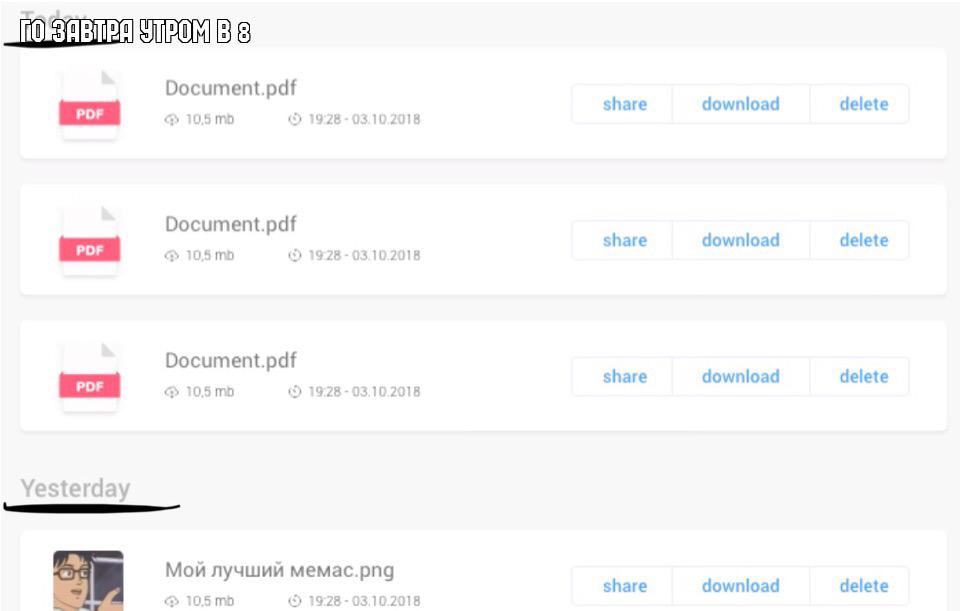 Today
ГО ЗАВТРА УТРОМ В 8
Document.pdf
PDF
10,5 mb 19:28 - 03.10.2018
share download delete
Document.pdf
PDF
10,5 mb 19:28 - 03.10.2018
share download delete
Document.pdf
PDF
10,5 mb 19:28 - 03.10.2018
share download delete
Yesterday
Мой лучший мемас.png
10,5 mb 19:28 - 03.10.2018
share download delete